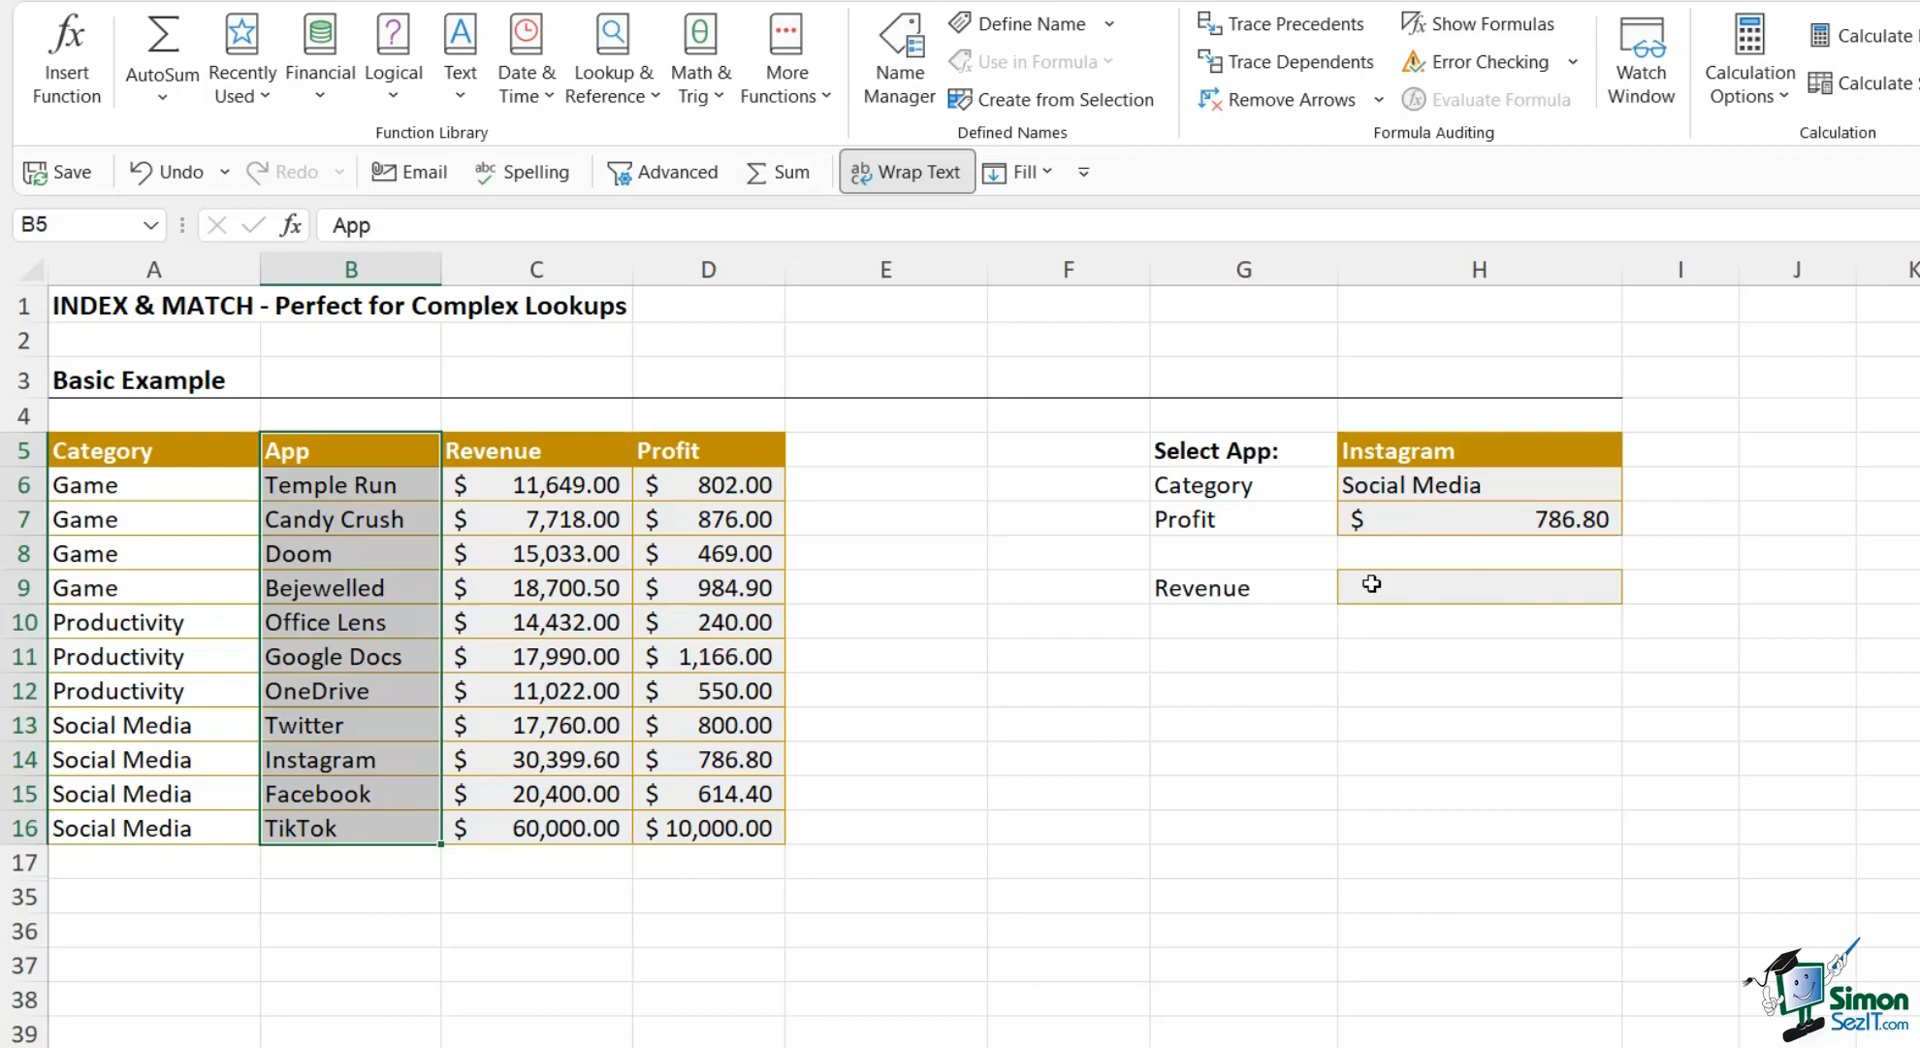 Insert Function
AutoSum
Recently Used
Financial
Logical
Text
Date & Time
Lookup & Reference
Math & Trig
More Functions
Function Library
Name Manager
Define Name
Use in Formula
Create from Selection
Defined Names
Trace Precedents
Trace Dependents
Remove Arrows
Show Formulas
Error Checking
Evaluate Formula
Formula Auditing
Watch Window
Calculation Options
Calculate
Calculate
Calculation
Save Undo Redo Email Spelling Advanced Sum Wrap Text Fill
B5 fx App
A B C D E F G H I J K
1 INDEX & MATCH - Perfect for Complex Lookups
2
3 Basic Example
4
5 Category App Revenue Profit Select App: Instagram
6 Game Temple Run $ 11,649.00 $ 802.00 Category Social Media
7 Game Candy Crush $ 7,718.00 $ 876.00 Profit $ 786.80
8 Game Doom $ 15,033.00 $ 469.00
9 Game Bejewelled $ 18,700.50 $ 984.90 Revenue
10 Productivity Office Lens $ 14,432.00 $ 240.00
11 Productivity Google Docs $ 17,990.00 $ 1,166.00
12 Productivity OneDrive $ 11,022.00 $ 550.00
13 Social Media Twitter $ 17,760.00 $ 800.00
14 Social Media Instagram $ 30,399.60 $ 786.80
15 Social Media Facebook $ 20,400.00 $ 614.40
16 Social Media TikTok $ 60,000.00 $ 10,000.00
17
35
36
37
38
39
Simon
SezIT.com